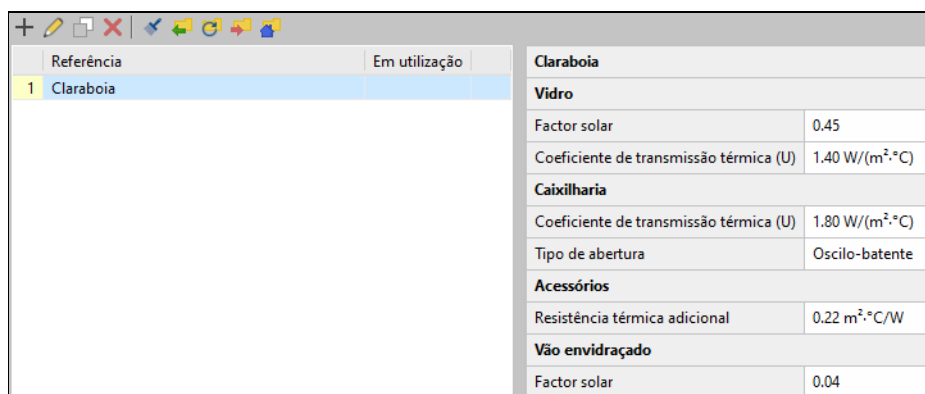 Referência Em utilização
1 Claraboia
Claraboia
Vidro
Factor solar 0.45
Coeficiente de transmissão térmica (U) 1.40 W/(m²·°C)
Caixilharia
Coeficiente de transmissão térmica (U) 1.80 W/(m²·°C)
Tipo de abertura Oscilo-batente
Acessórios
Resistência térmica adicional 0.22 m²·°C/W
Vão envidraçado
Factor solar 0.04